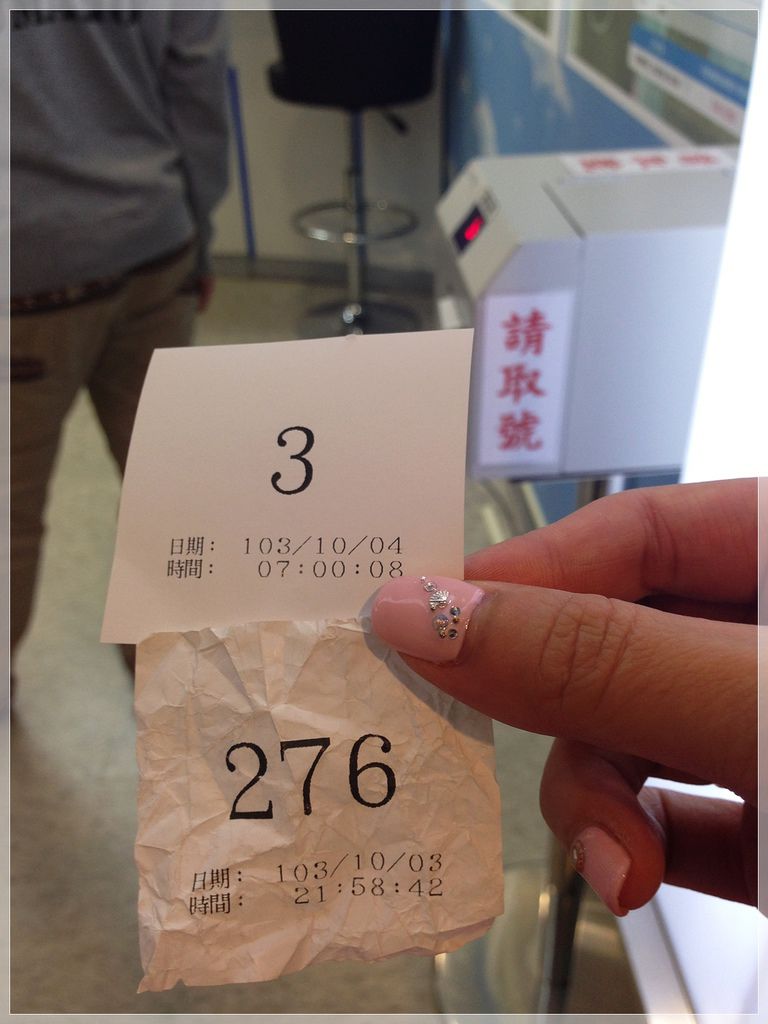 請取號
3
日期: 103/10/04
時間: 07:00:08
276
日期: 103/10/03
時間: 21:58:42